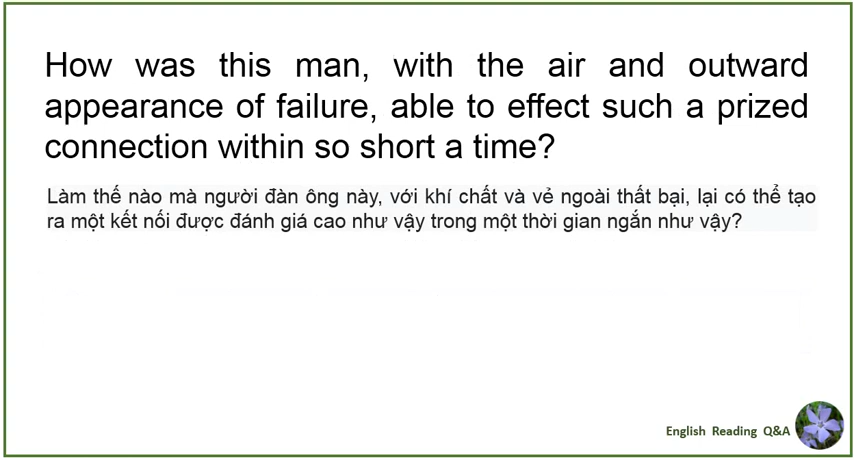 How was this man, with the air and outward
appearance of failure, able to effect such a prized
connection within so short a time?
Làm thế nào mà người đàn ông này, với khí chất và vẻ ngoài thất bại, lại có thể tạo
ra một kết nối được đánh giá cao như vậy trong một thời gian ngắn như vậy?
English Reading Q&A